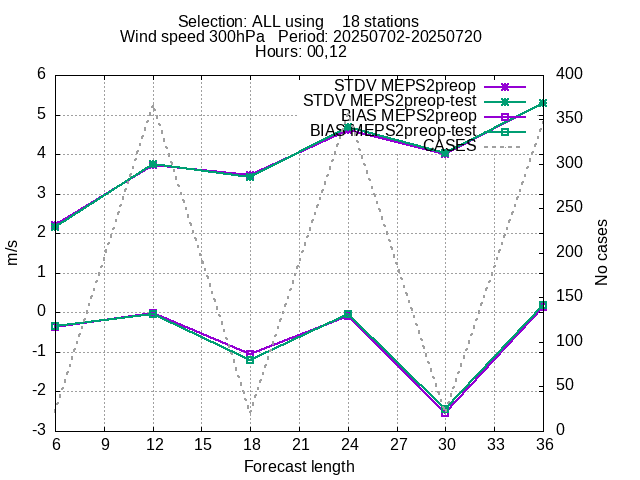 Selection: ALL using    18 stations
Wind speed 300hPa   Period: 20250702-20250720
Hours: 00,12
STDV MEPS2preop
STDV MEPS2preop-test
BIAS MEPS2preop
BIAS MEPS2preop-test
CASES
6
5
4
3
2
1
0
-1
-2
-3
m/s
400
350
300
250
200
150
100
50
0
No cases
6 9 12 15 18 21 24 27 30 33 36
Forecast length